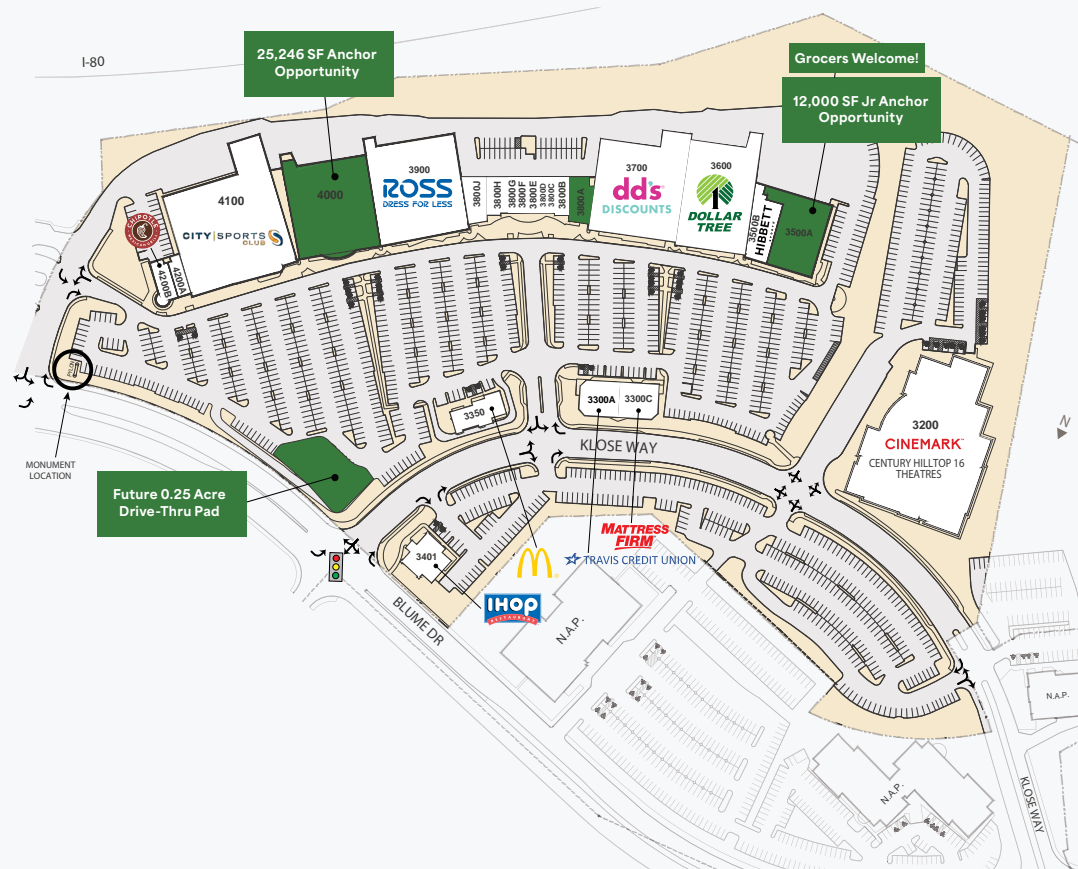 I-80
25,246 SF Anchor
Opportunity
Grocers Welcome!
12,000 SF Jr Anchor
Opportunity
4100
CITY|SPORTS
CLUB
4000
3900
ROSS
DRESS FOR LESS
3800J
3800H
3800G
3800F
3800E
3800D
3800C
3800B
3800A
3700
dd's
DISCOUNTS
3600
DOLLAR
TREE
3500B
HIBBETT
3500A
CHIPOTLE
4200B
4200A
MONUMENT
LOCATION
3350
3300A
3300C
KLOSE WAY
3200
CINEMARK
CENTURY HILLTOP 16
THEATRES
N
Future 0.25 Acre
Drive-Thru Pad
3401
MATTRESS
FIRM
TRAVIS CREDIT UNION
IHOP
RESTAURANT
BLUME DR
N.A.P.
N.A.P.
N.A.P.
KLOSE WAY